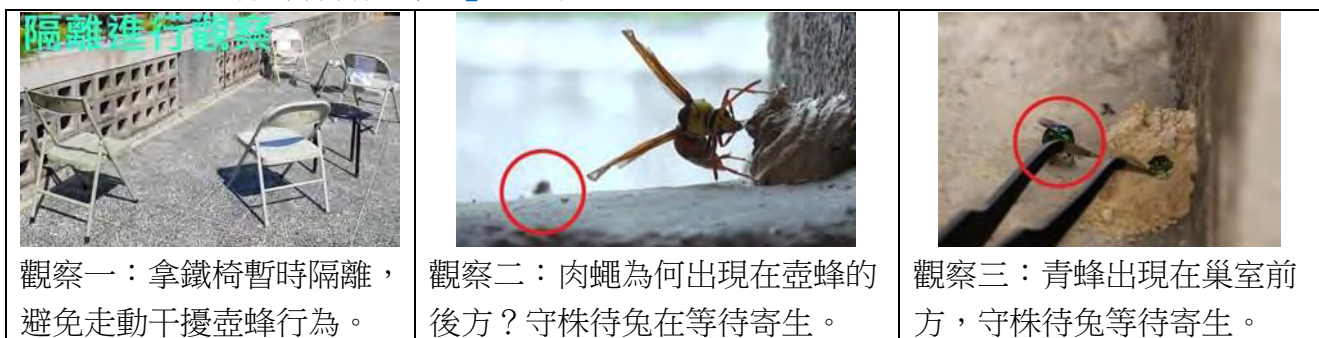 隔離進行觀察
觀察一：拿鐵椅暫時隔離，
避免走動干擾壺蜂行為。
觀察二：肉蠅為何出現在壺蜂的
後方？守株待兔在等待寄生。
觀察三：青蜂出現在巢室前
方，守株待兔等待寄生。